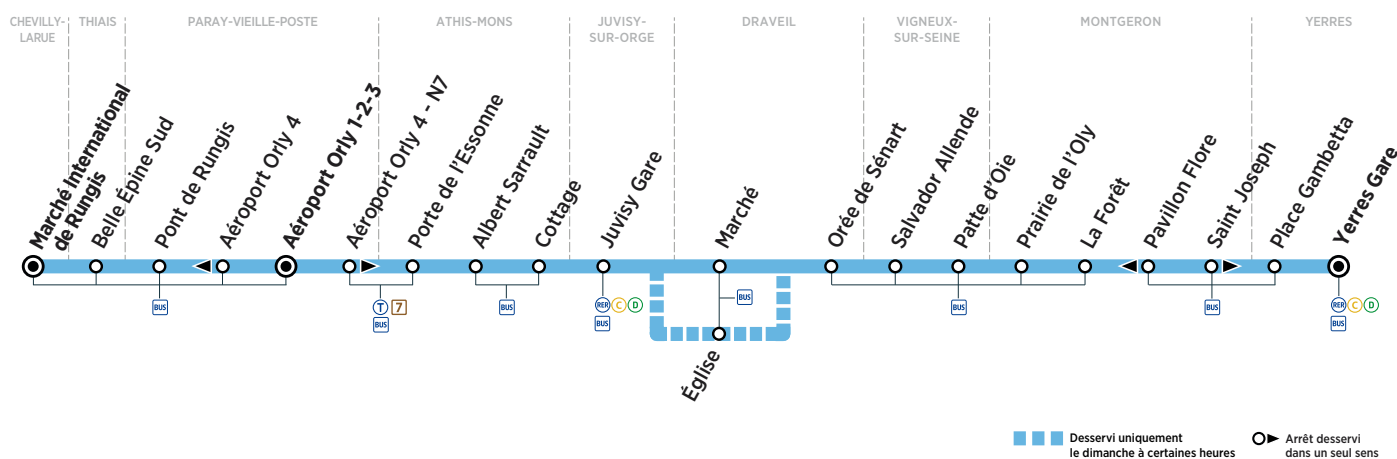 CHEVILLY-
LARUE
THIAIS
PARAY-VIEILLE-POSTE
ATHIS-MONS
JUVISY-
SUR-ORGE
DRAVEIL
VIGNEUX-
SUR-SEINE
MONTGERON
YERRES
Marché International
de Rungis
Belle Épine Sud
Pont de Rungis
Aéroport Orly 4
Aéroport Orly 1-2-3
Aéroport Orly 4 - N7
Porte de l'Essonne
Albert Sarrault
Cottage
Juvisy Gare
Marché
Orée de Sénart
Salvador Allende
Patte d'Oie
Prairie de l'Oly
La Forêt
Pavillon Flore
Saint Joseph
Place Gambetta
Yerres Gare
BUS
T 7
BUS
BUS
RER C D
BUS
BUS
Église
BUS
BUS
RER C D
BUS
Desservi uniquement
le dimanche à certaines heures
Arrêt desservi
dans un seul sens